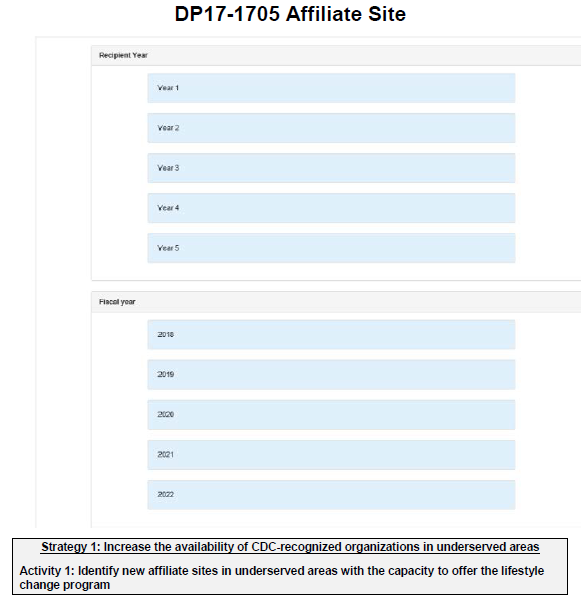 DP17-1705 Affiliate Site
Recipient Year
Year 1
Year 2
Year 3
Year 4
Year 5
Fiscal year
2018
2019
2020
2021
2022
Strategy 1: Increase the availability of CDC-recognized organizations in underserved areas
Activity 1: Identify new affiliate sites in underserved areas with the capacity to offer the lifestyle
change program